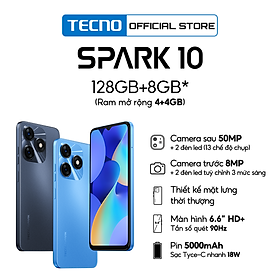 TECNO OFFICIAL STORE
SPARK 10
128GB+8GB*
(Ram mở rộng 4+4GB)
Camera sau 50MP
+ 2 đèn led (13 chế độ chụp)
Camera trước 8MP
+ 2 đèn led tuỳ chỉnh 3 mức sáng
Thiết kế mặt lưng
thời thượng
Màn hình 6.6" HD+
Tần số quét 90Hz
Pin 5000mAh
Sạc Tyce-C nhanh 18W